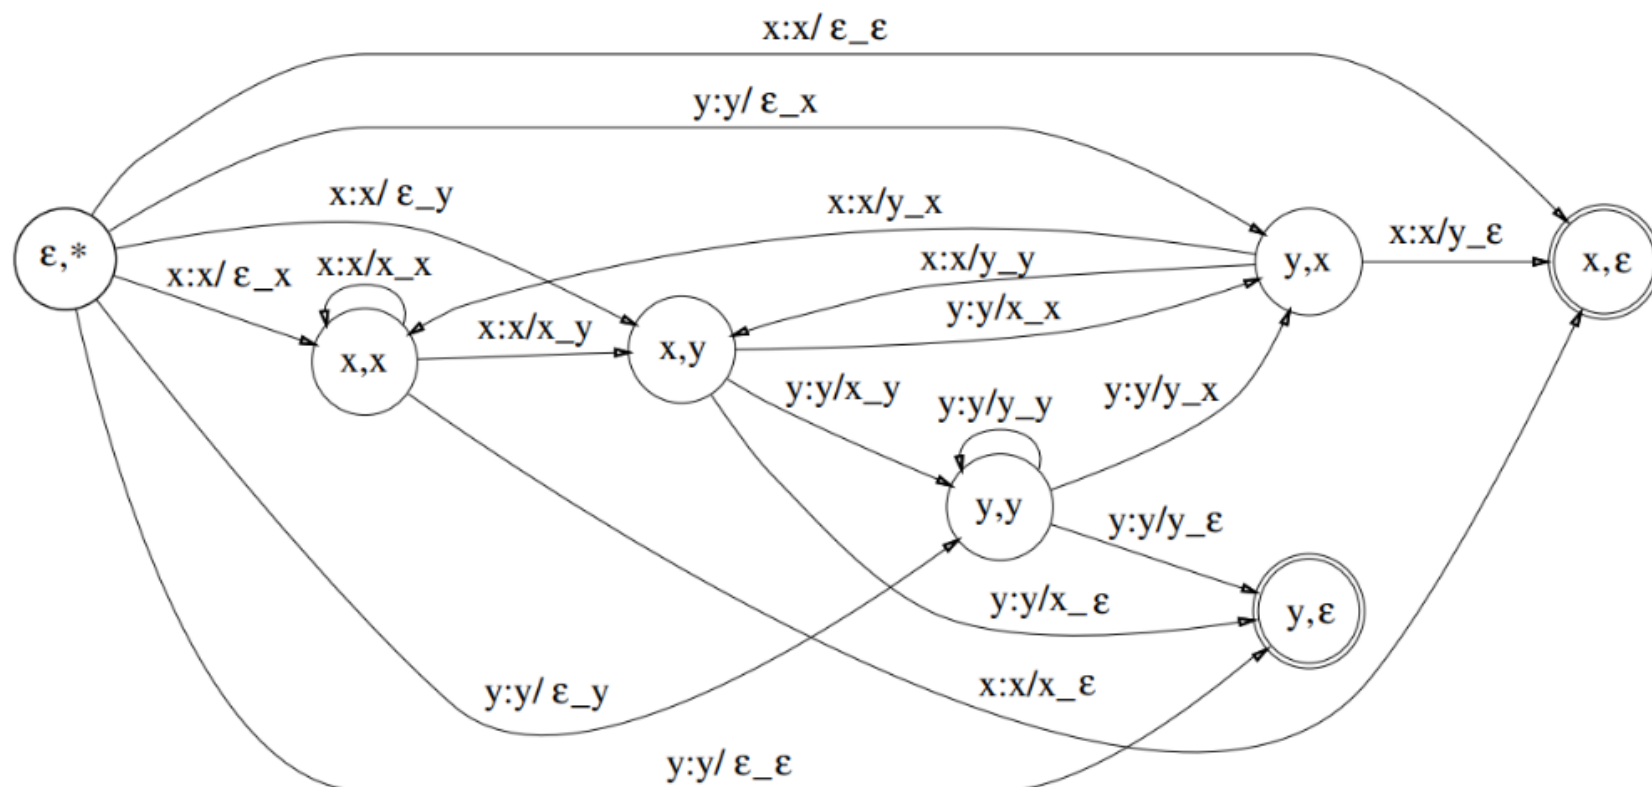 x:x/ ε_ε
y:y/ ε_x
x:x/ ε_y
x:x/y_x
ε,*
x:x/ ε_x
x:x/x_x
x:x/y_y
y,x
x:x/y_ε
x,ε
y:y/x_x
x:x/x_y
x,x
x,y
y:y/x_y
y:y/y_y
y:y/y_x
y,y
y:y/y_ε
y:y/x_ε
y,ε
y:y/ ε_y
x:x/x_ε
y:y/ ε_ε